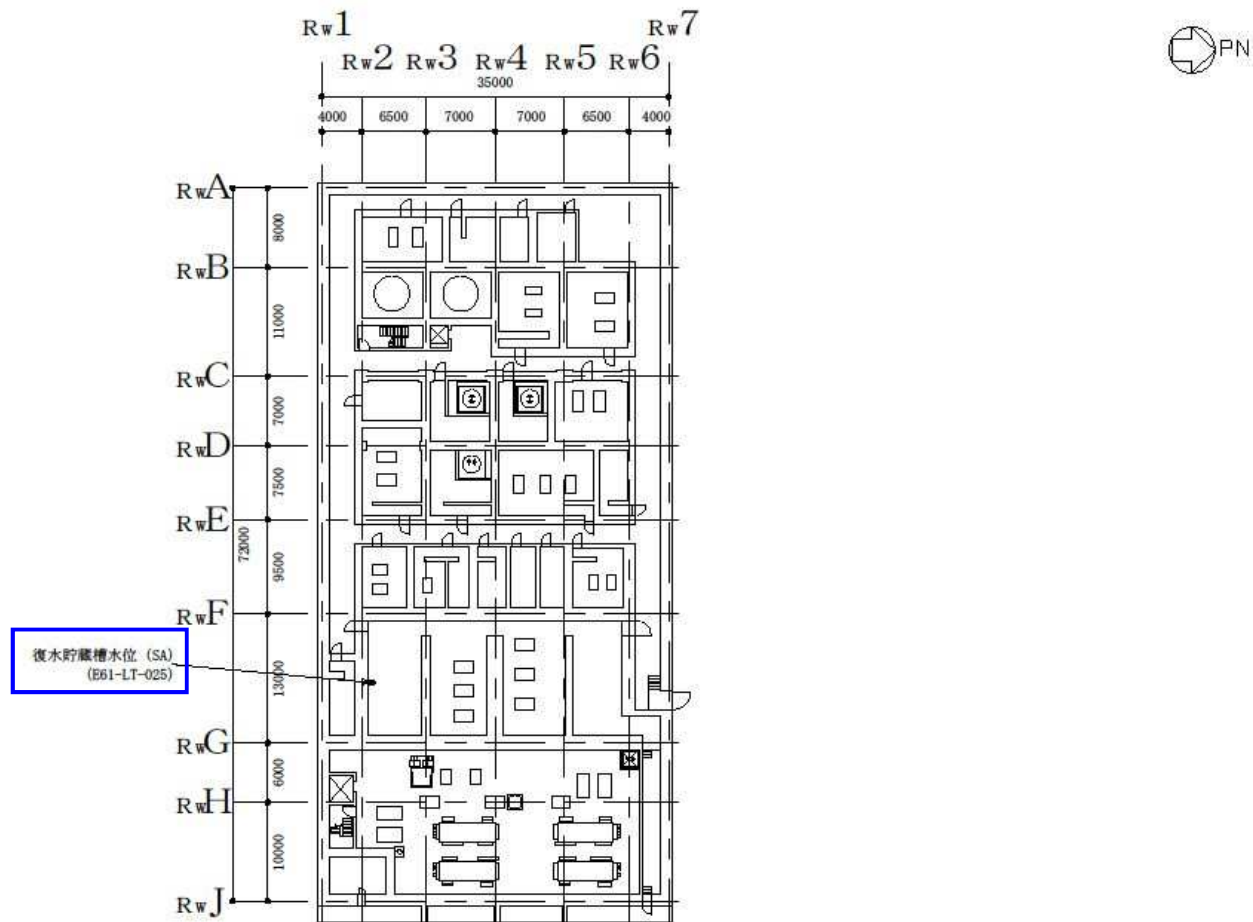 Rw1 Rw7
Rw2 Rw3 Rw4 Rw5 Rw6
PN
35000
4000 6500 7000 7000 6500 4000
RwA
8000
RwB
11000
RwC
7000
RwD
7500
RwE
72000
9500
RwF
復水貯蔵槽水位 (SA)
(E61-LT-025)
13000
RwG
6000
RwH
10000
RwJ